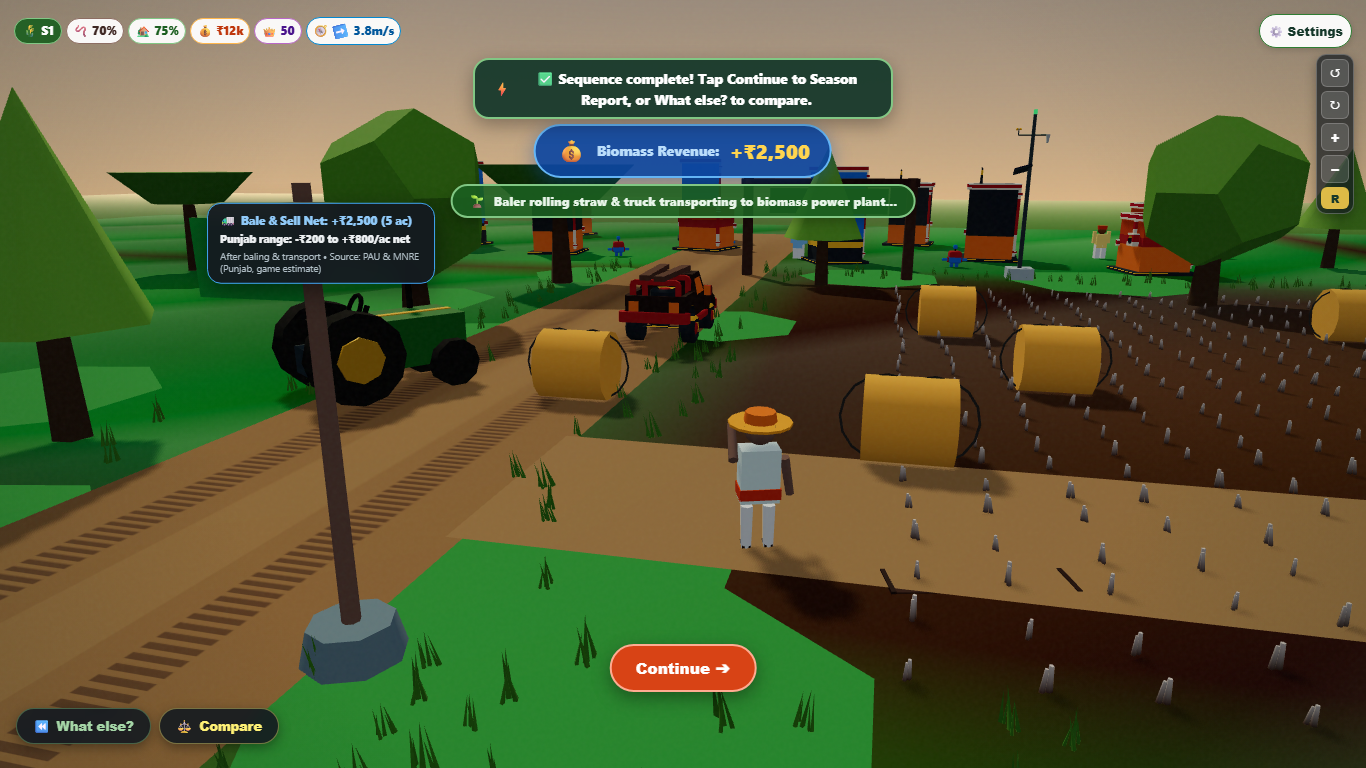 S1
70%
75%
₹12k
50
3.8m/s
Settings
Sequence complete! Tap Continue to Season
Report, or What else? to compare.
Biomass Revenue: +₹2,500
Baler rolling straw & truck transporting to biomass power plant...
Bale & Sell Net: +₹2,500 (5 ac)
Punjab range: -₹200 to +₹800/ac net
After baling & transport • Source: PAU & MNRE
(Punjab, game estimate)
↺
↻
+
−
R
Continue ➔
What else?
Compare